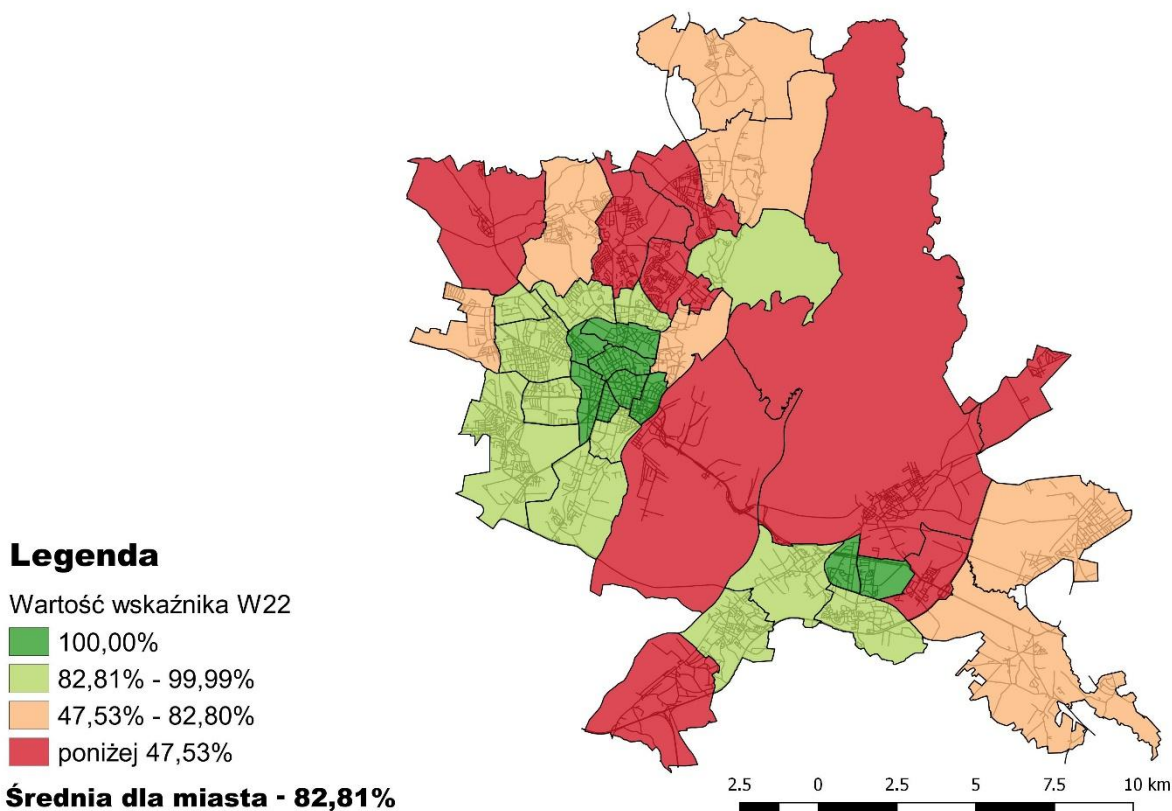 Legenda
Wartość wskaźnika W22
100,00%
82,81% - 99,99%
47,53% - 82,80%
poniżej 47,53%
Średnia dla miasta - 82,81%
2.5 0 2.5 5 7.5 10 km